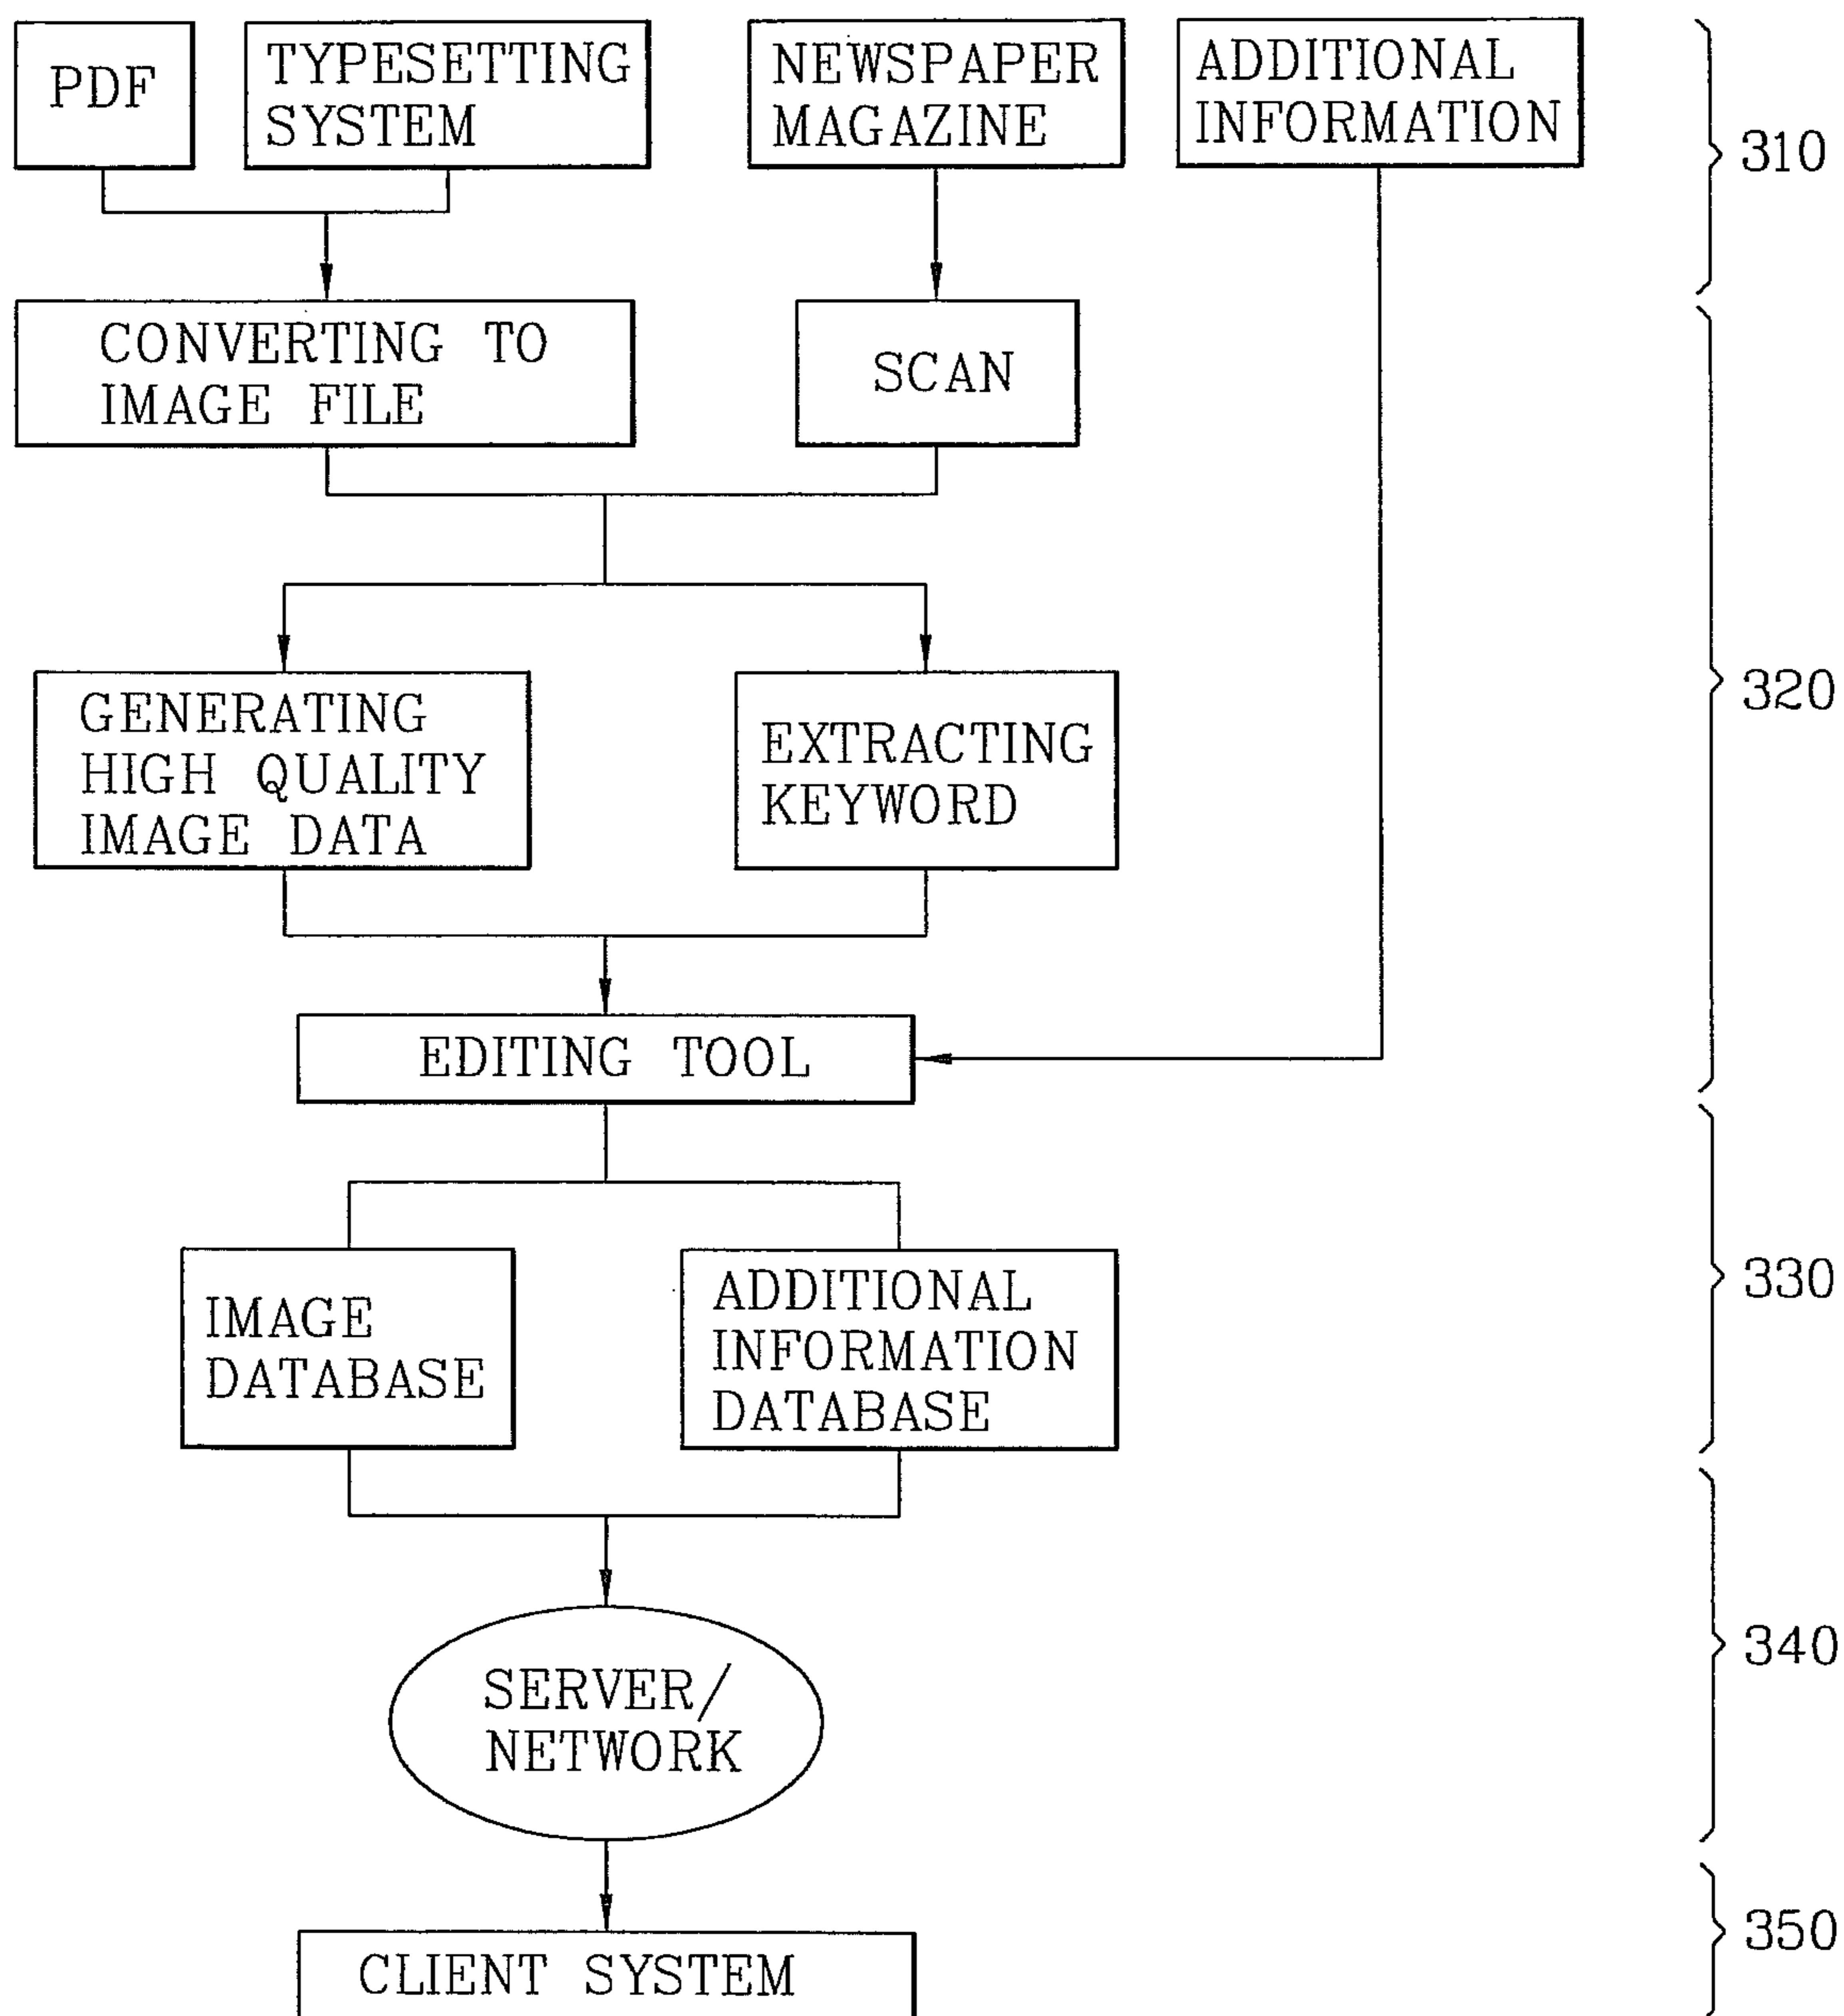 PDF
TYPESETTING
SYSTEM
NEWSPAPER
MAGAZINE
ADDITIONAL
INFORMATION
310
CONVERTING TO
IMAGE FILE
SCAN
GENERATING
HIGH QUALITY
IMAGE DATA
EXTRACTING
KEYWORD
320
EDITING TOOL
IMAGE
DATABASE
ADDITIONAL
INFORMATION
DATABASE
330
SERVER/
NETWORK
340
CLIENT SYSTEM
350